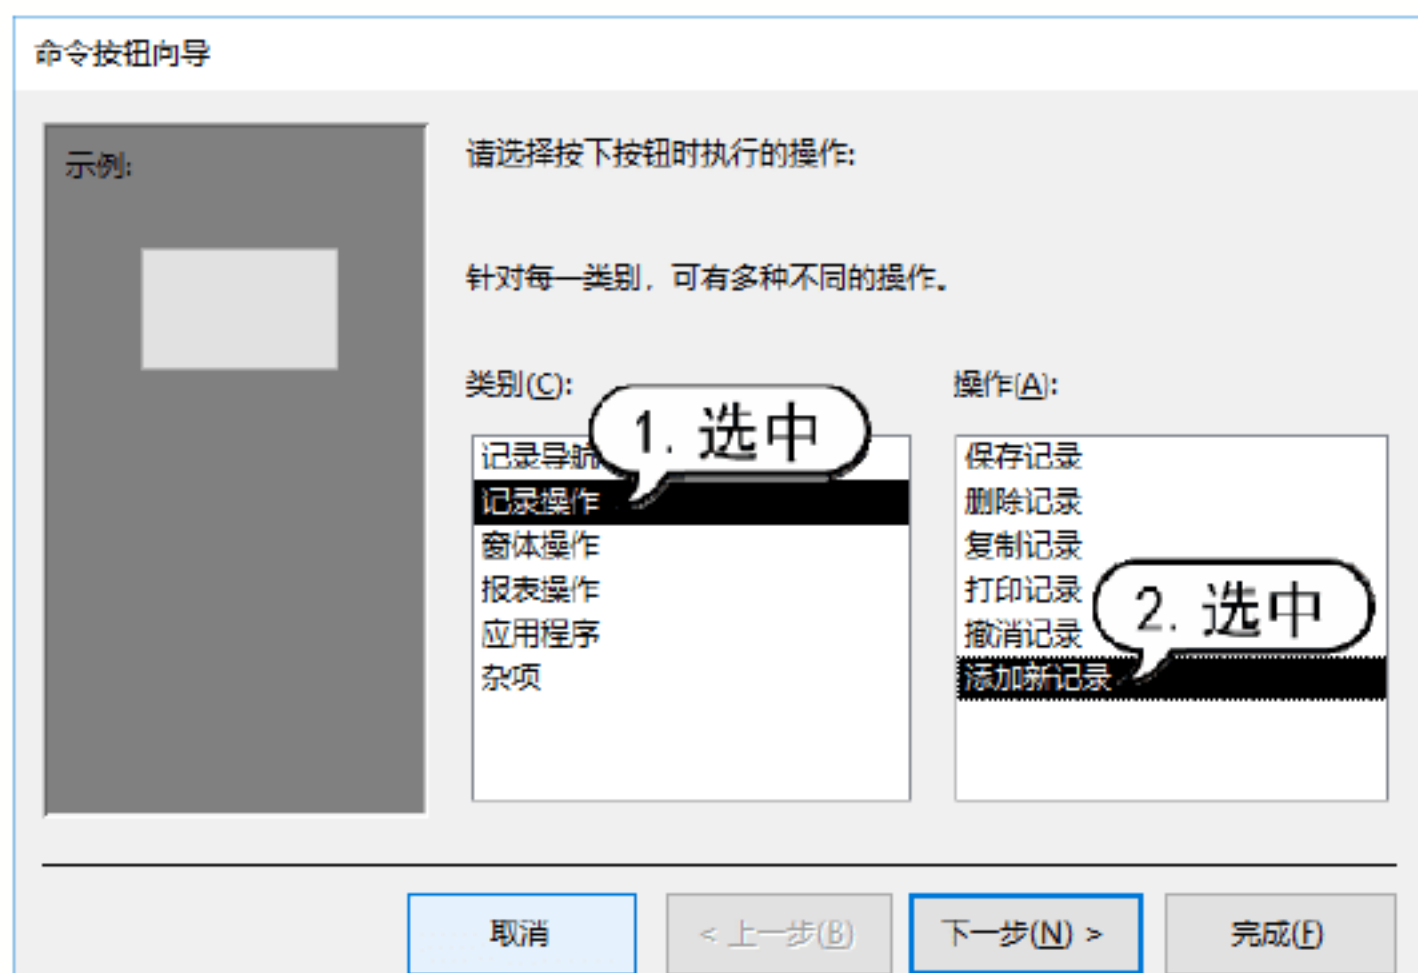 命令按钮向导
示例:
请选择按下按钮时执行的操作:
针对每一类别，可有多种不同的操作。
类别(C):
1. 选中
记录导航
记录操作
窗体操作
报表操作
应用程序
杂项
操作(A):
保存记录
删除记录
复制记录
打印记录
撤消记录
2. 选中
添加新记录
取消
< 上一步(B)
下一步(N) >
完成(F)